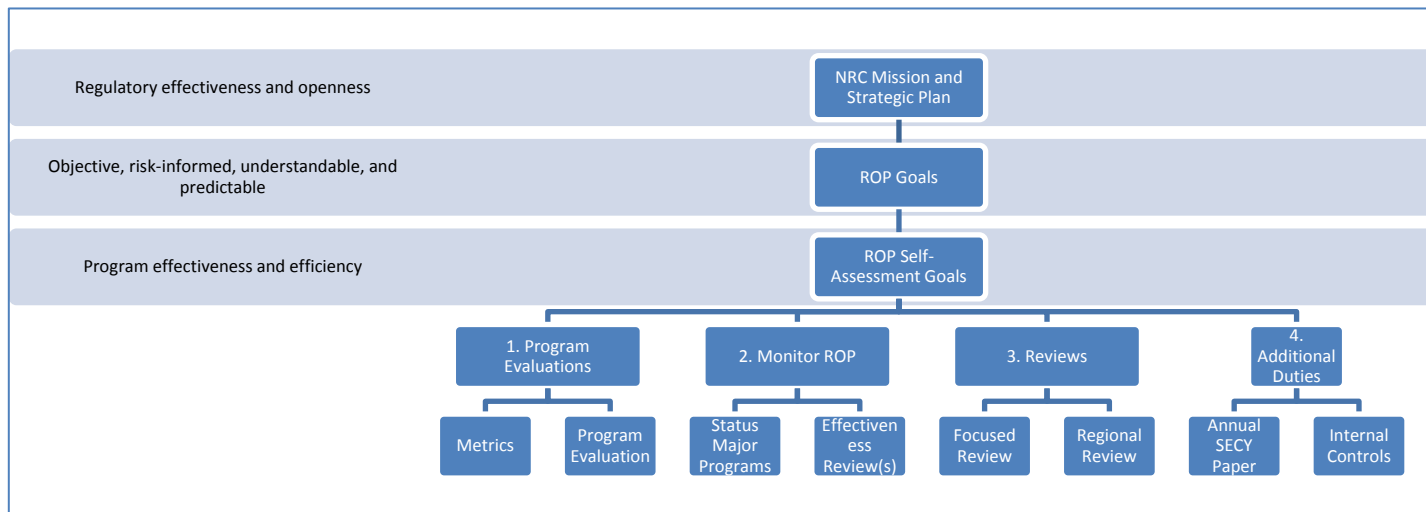 Regulatory effectiveness and openness
NRC Mission and
Strategic Plan
Objective, risk-informed, understandable, and
predictable
ROP Goals
Program effectiveness and efficiency
ROP Self-
Assessment Goals
1. Program
Evaluations
2. Monitor ROP
3. Reviews
4.
Additional
Duties
Metrics
Program
Evaluation
Status
Major
Programs
Effectiven
ess
Review(s)
Focused
Review
Regional
Review
Annual
SECY
Paper
Internal
Controls